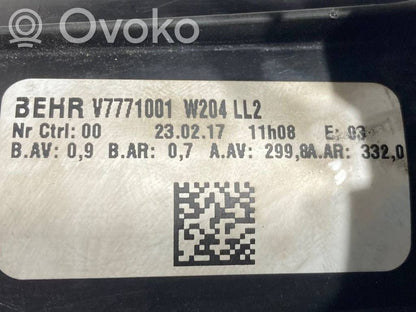 Ovoko
BEHR V7771001 W204 LL2
Nr Ctrl: 00 23.02.17 11h08 E: 03
B.AV: 0,9 B.AR: 0,7 A.AV: 299,8A.AR: 332,0